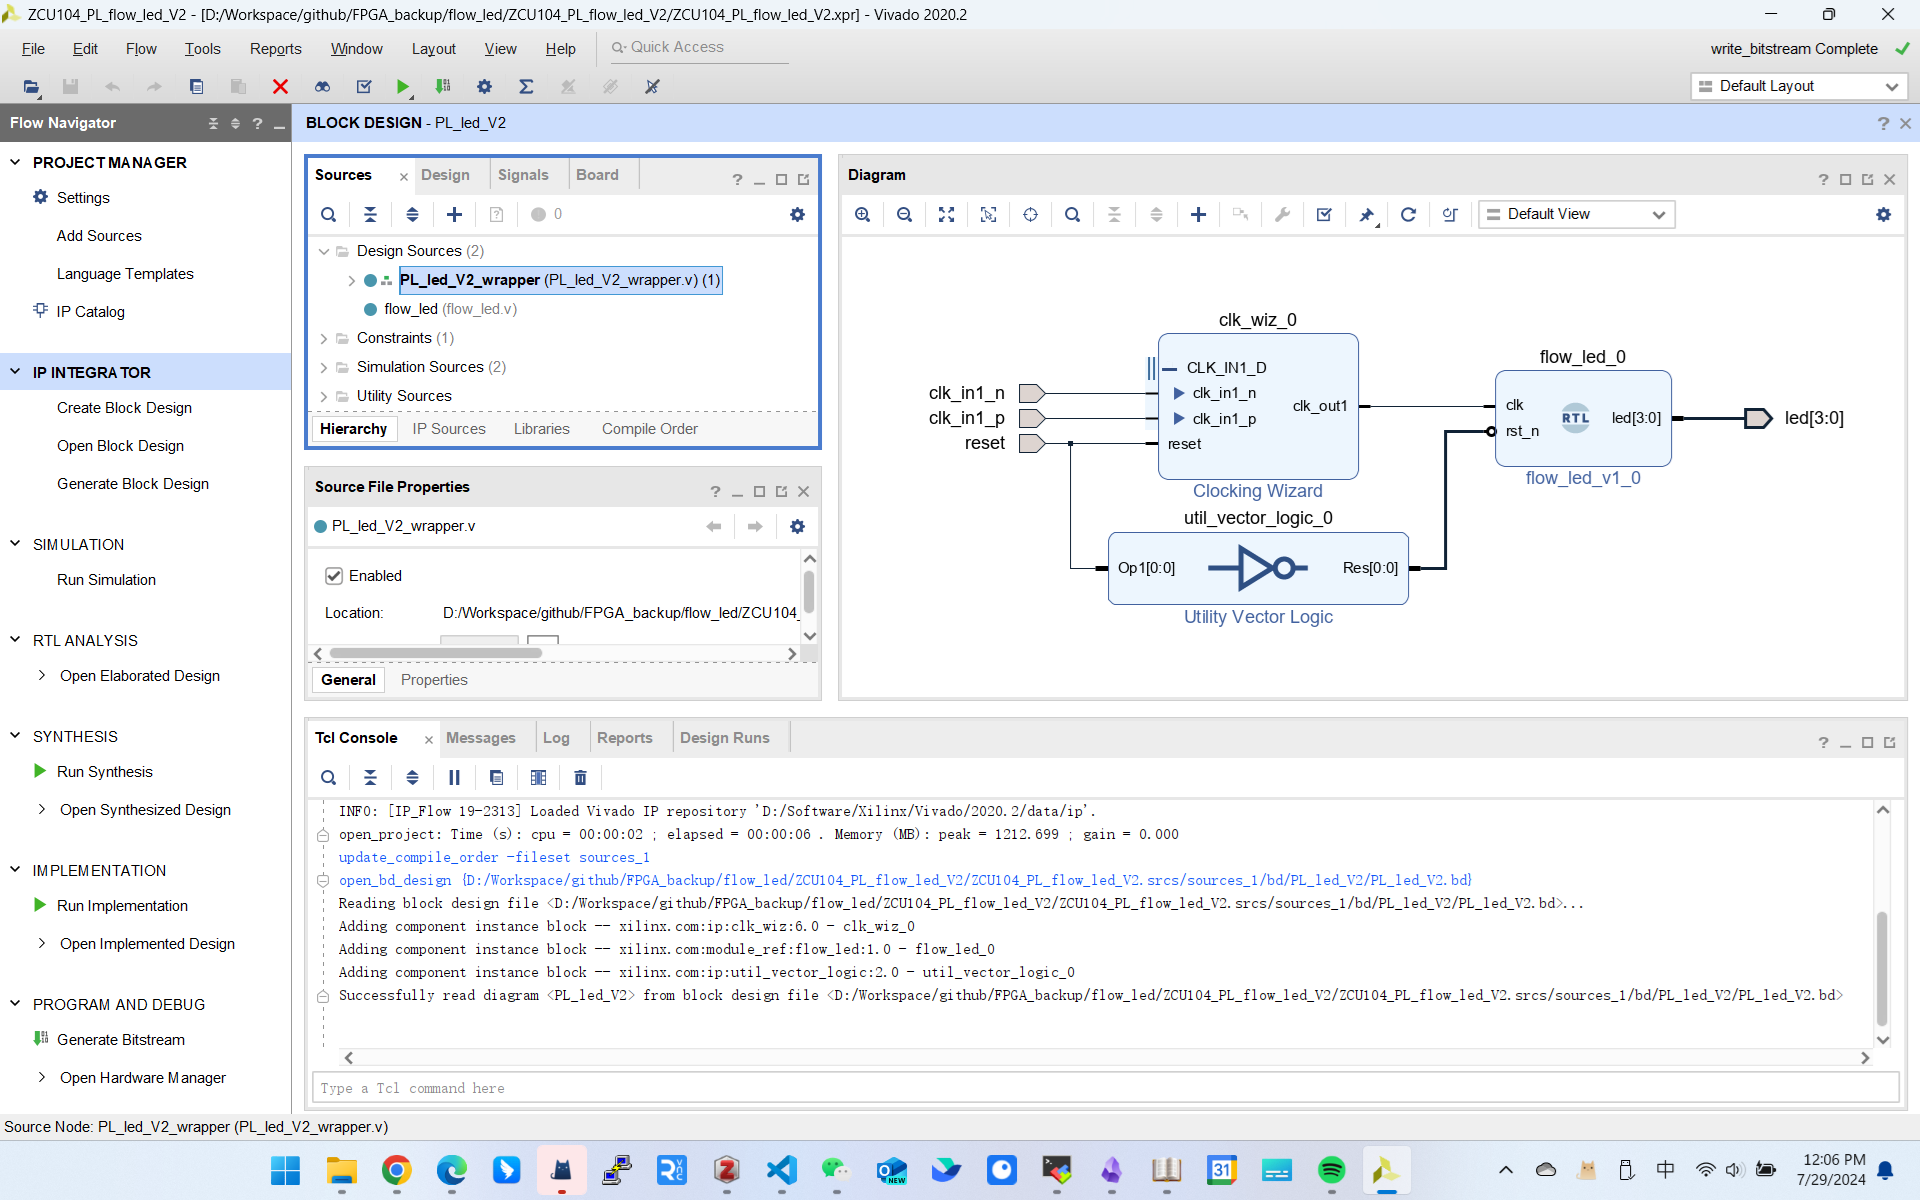 ZCU104_PL_flow_led_V2 - [D:/Workspace/github/FPGA_backup/flow_led/ZCU104_PL_flow_led_V2/ZCU104_PL_flow_led_V2.xpr] - Vivado 2020.2
File Edit Flow Tools Reports Window Layout View Help Quick Access
write_bitstream Complete
Default Layout
Flow Navigator
PROJECT MANAGER
Settings
Add Sources
Language Templates
IP Catalog
IP INTEGRATOR
Create Block Design
Open Block Design
Generate Block Design
SIMULATION
Run Simulation
RTL ANALYSIS
Open Elaborated Design
SYNTHESIS
Run Synthesis
Open Synthesized Design
IMPLEMENTATION
Run Implementation
Open Implemented Design
PROGRAM AND DEBUG
Generate Bitstream
Open Hardware Manager
BLOCK DESIGN - PL_led_V2
Sources Design Signals Board
0
Design Sources (2)
PL_led_V2_wrapper (PL_led_V2_wrapper.v) (1)
flow_led (flow_led.v)
Constraints (1)
Simulation Sources (2)
Utility Sources
Hierarchy IP Sources Libraries Compile Order
Source File Properties
PL_led_V2_wrapper.v
Enabled
Location: D:/Workspace/github/FPGA_backup/flow_led/ZCU104_
General Properties
Diagram
Default View
clk_wiz_0
CLK_IN1_D
clk_in1_n
clk_in1_p
reset
clk_in1_n
clk_in1_p
reset
clk_out1
Clocking Wizard
util_vector_logic_0
Op1[0:0] Res[0:0]
Utility Vector Logic
flow_led_0
clk
rst_n
RTL
led[3:0]
flow_led_v1_0
led[3:0]
Tcl Console Messages Log Reports Design Runs
INFO: [IP_Flow 19-2313] Loaded Vivado IP repository 'D:/Software/Xilinx/Vivado/2020.2/data/ip'.
open_project: Time (s): cpu = 00:00:02 ; elapsed = 00:00:06 . Memory (MB): peak = 1212.699 ; gain = 0.000
update_compile_order -fileset sources_1
open_bd_design {D:/Workspace/github/FPGA_backup/flow_led/ZCU104_PL_flow_led_V2/ZCU104_PL_flow_led_V2.srcs/sources_1/bd/PL_led_V2/PL_led_V2.bd}
Reading block design file <D:/Workspace/github/FPGA_backup/flow_led/ZCU104_PL_flow_led_V2/ZCU104_PL_flow_led_V2.srcs/sources_1/bd/PL_led_V2/PL_led_V2.bd>...
Adding component instance block -- xilinx.com:ip:clk_wiz:6.0 - clk_wiz_0
Adding component instance block -- xilinx.com:module_ref:flow_led:1.0 - flow_led_0
Adding component instance block -- xilinx.com:ip:util_vector_logic:2.0 - util_vector_logic_0
Successfully read diagram <PL_led_V2> from block design file <D:/Workspace/github/FPGA_backup/flow_led/ZCU104_PL_flow_led_V2/ZCU104_PL_flow_led_V2.srcs/sources_1/bd/PL_led_V2/PL_led_V2.bd>
Type a Tcl command here
Source Node: PL_led_V2_wrapper (PL_led_V2_wrapper.v)
NEW
31
中
12:06 PM
7/29/2024